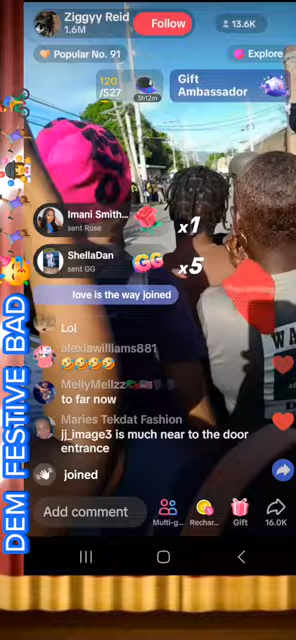 Ziggyy Reid
1.6M
Follow
13.6K
Popular No. 91
Explore
120
/527
3h12m
Gift
Ambassador
Imani Smith...
sent Rose
x1
ShellaDan
sent GG
GG
x5
love is the way joined
Lol
alexiawilliams881
MellyMeilzz
to far now
Maries Tekdat Fashion
jj_image3 is much near to the door
entrance
joined
Add comment
Multi-g...
Rechar...
Gift
16.0K
DEM FESTIVE BAD
WA